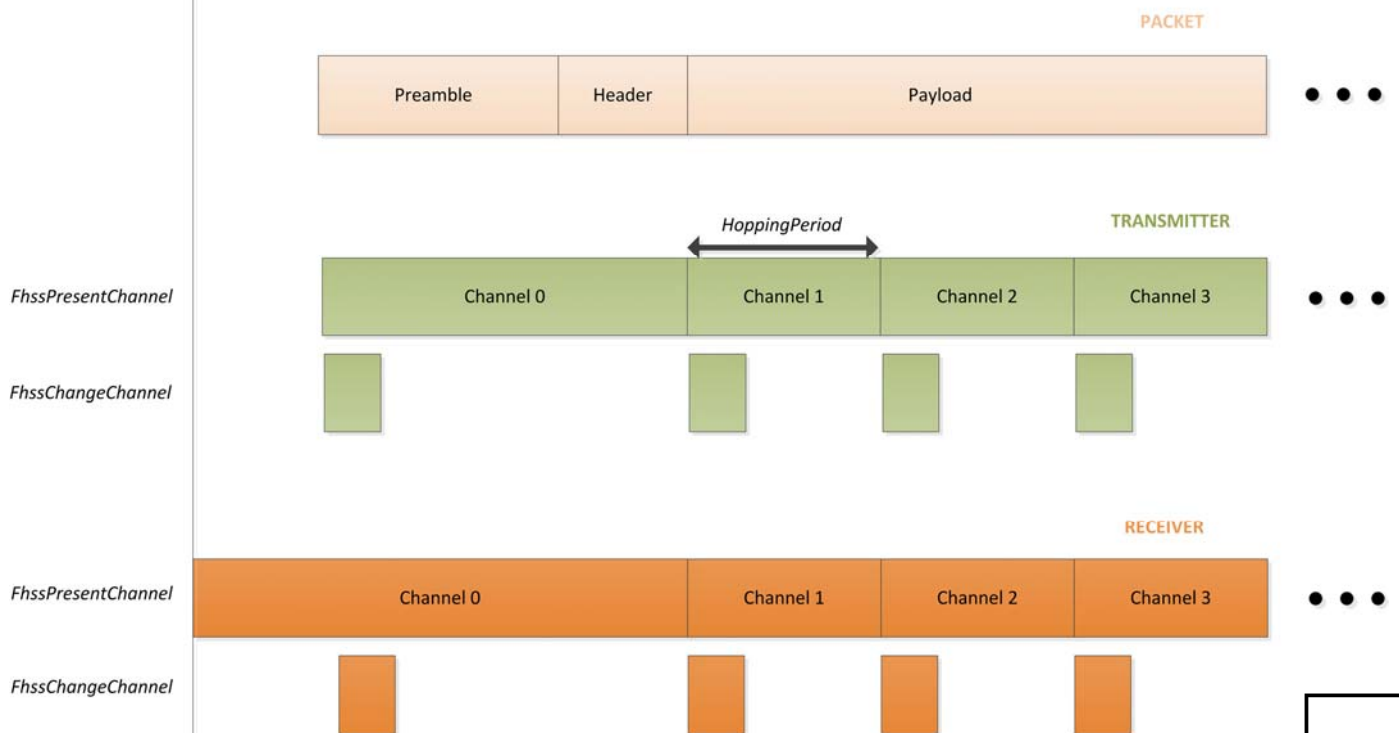 PACKET
Preamble Header Payload
HoppingPeriod
TRANSMITTER
FhssPresentChannel Channel 0 Channel 1 Channel 2 Channel 3
FhssChangeChannel
RECEIVER
FhssPresentChannel Channel 0 Channel 1 Channel 2 Channel 3
FhssChangeChannel